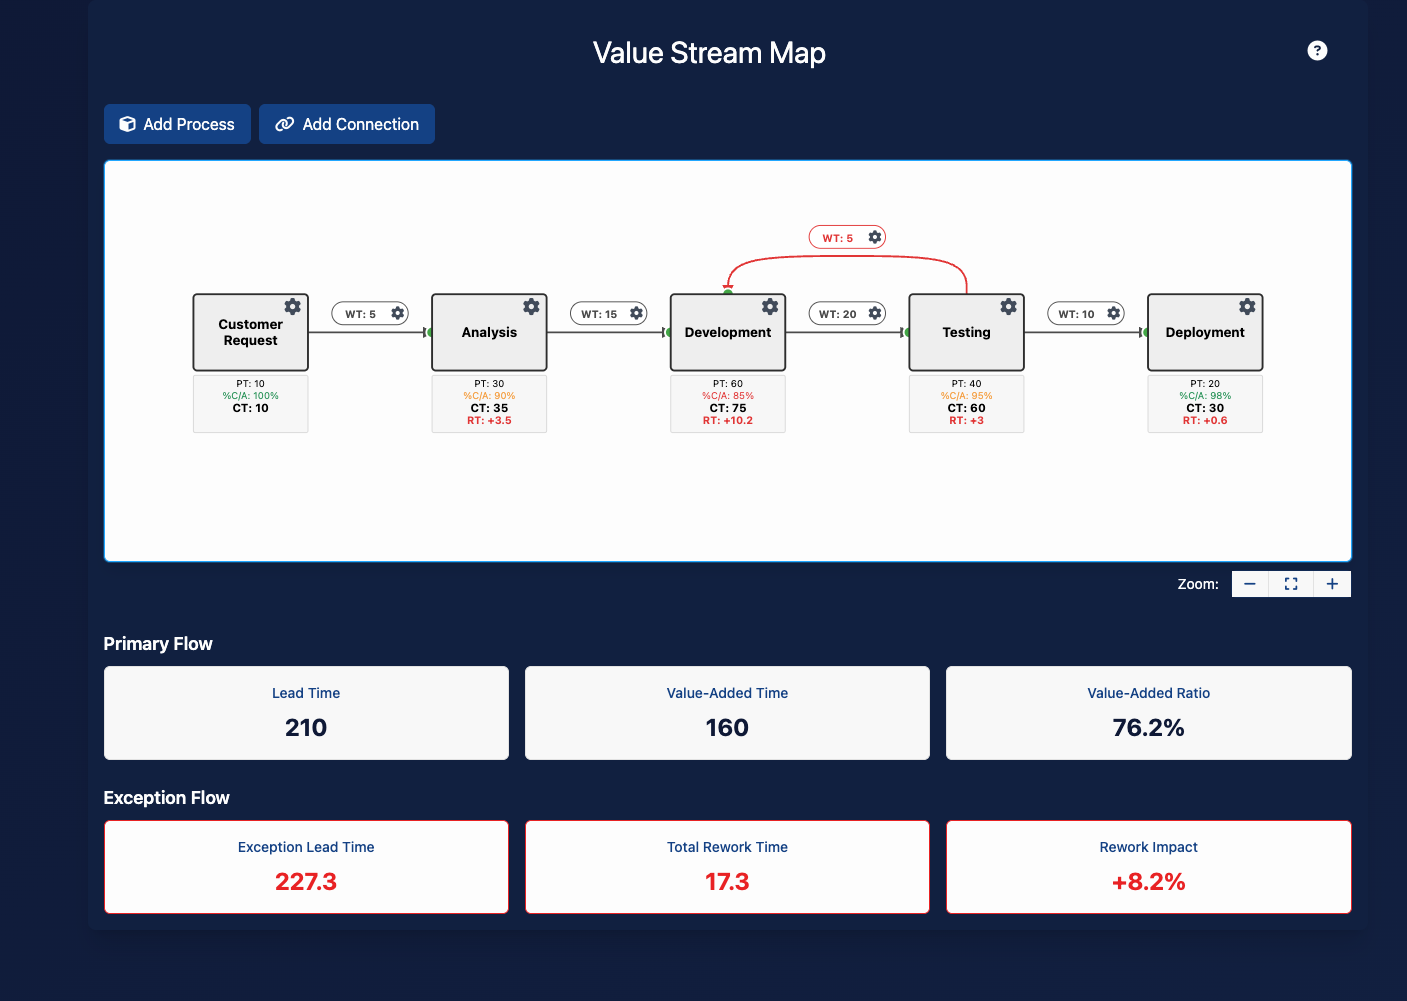 Value Stream Map
?
Add Process
Add Connection
WT: 5
Customer
Request
WT: 5
Analysis
WT: 15
Development
WT: 20
Testing
WT: 10
Deployment
PT: 10
%C/A: 100%
CT: 10
PT: 30
%C/A: 90%
CT: 35
RT: +3.5
PT: 60
%C/A: 85%
CT: 75
RT: +10.2
PT: 40
%C/A: 95%
CT: 60
RT: +3
PT: 20
%C/A: 98%
CT: 30
RT: +0.6
Zoom:
Primary Flow
Lead Time
210
Value-Added Time
160
Value-Added Ratio
76.2%
Exception Flow
Exception Lead Time
227.3
Total Rework Time
17.3
Rework Impact
+8.2%